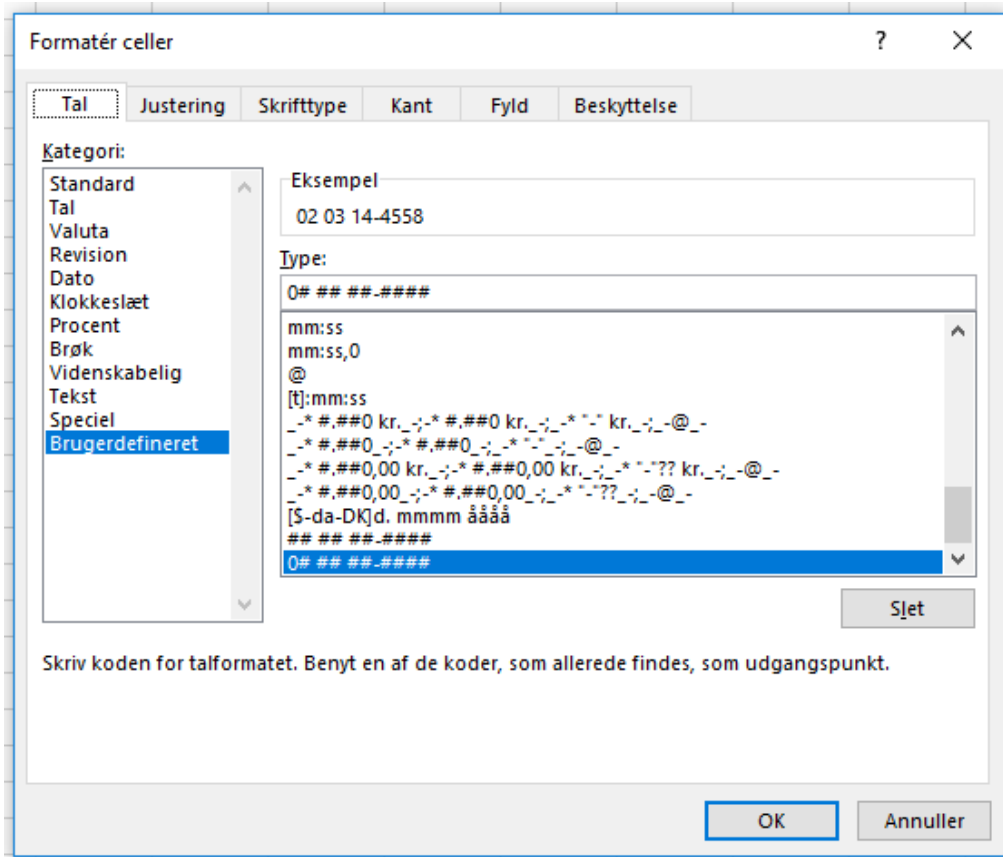 Formatér celler
?
Tal
Justering
Skrifttype
Kant
Fyld
Beskyttelse
Kategori:
Standard
Tal
Valuta
Revision
Dato
Klokkeslæt
Procent
Brøk
Videnskabelig
Tekst
Speciel
Brugerdefineret
Eksempel
02 03 14-4558
Type:
0# ## ##-####
mm:ss
mm:ss,0
@
[t]:mm:ss
_-* #.##0 kr._-;-* #.##0 kr._-;_-* "-" kr._-;_-@_-
_-* #.##0_-;-* #.##0_-;_-* "-"_-;_-@_-
_-* #.##0,00 kr._-;-* #.##0,00 kr._-;_-* "-"?? kr._-;_-@_-
_-* #.##0,00_-;-* #.##0,00_-;_-* "-"??_-;_-@_-
[$-da-DK]d. mmmm åååå
## ## ##-####
0# ## ##-####
Slet
Skriv koden for talformatet. Benyt en af de koder, som allerede findes, som udgangspunkt.
OK
Annuller